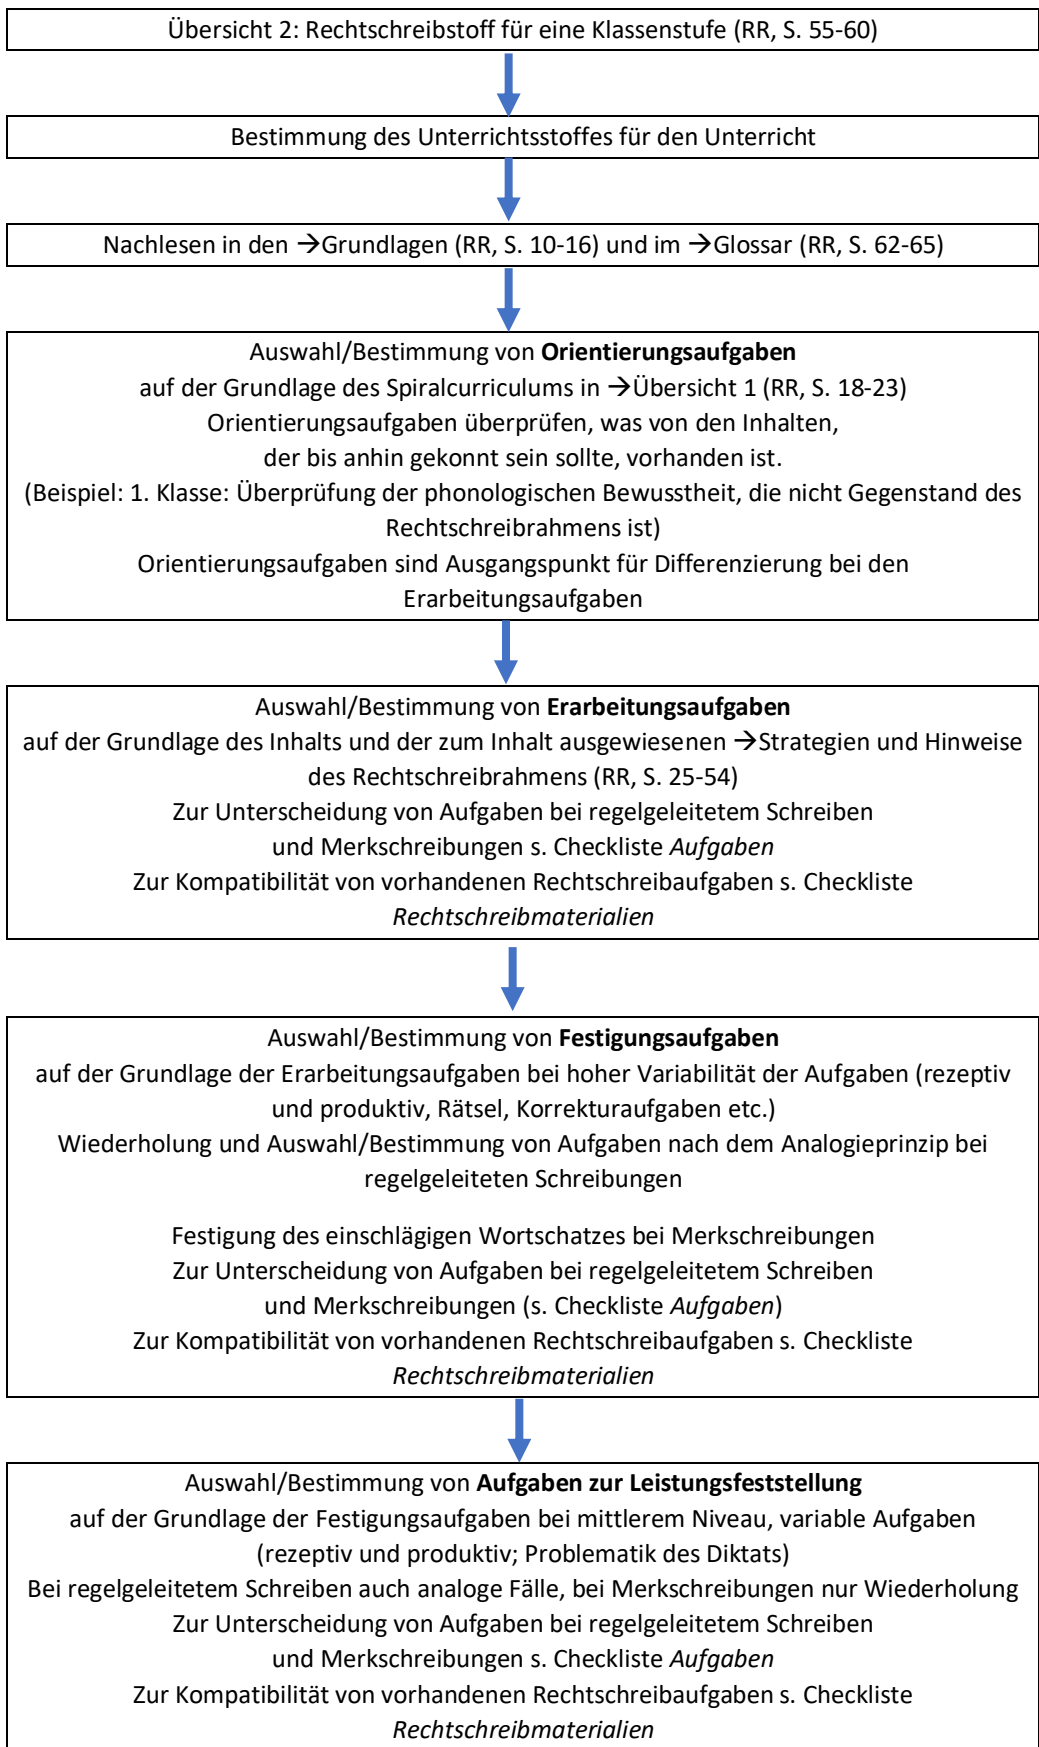 Übersicht 2: Rechtschreibstoff für eine Klassenstufe (RR, S. 55-60)
Bestimmung des Unterrichtsstoffes für den Unterricht
Nachlesen in den →Grundlagen (RR, S. 10-16) und im →Glossar (RR, S. 62-65)
Auswahl/Bestimmung von Orientierungsaufgaben
auf der Grundlage des Spiralcurriculums in →Übersicht 1 (RR, S. 18-23)
Orientierungsaufgaben überprüfen, was von den Inhalten,
der bis anhin gekonnt sein sollte, vorhanden ist.
(Beispiel: 1. Klasse: Überprüfung der phonologischen Bewusstheit, die nicht Gegenstand des
Rechtschreibrahmens ist)
Orientierungsaufgaben sind Ausgangspunkt für Differenzierung bei den
Erarbeitungsaufgaben
Auswahl/Bestimmung von Erarbeitungsaufgaben
auf der Grundlage des Inhalts und der zum Inhalt ausgewiesenen →Strategien und Hinweise
des Rechtschreibrahmens (RR, S. 25-54)
Zur Unterscheidung von Aufgaben bei regelgeleitetem Schreiben
und Merkschreibungen s. Checkliste Aufgaben
Zur Kompatibilität von vorhandenen Rechtschreibaufgaben s. Checkliste
Rechtschreibmaterialien
Auswahl/Bestimmung von Festigungsaufgaben
auf der Grundlage der Erarbeitungsaufgaben bei hoher Variabilität der Aufgaben (rezeptiv
und produktiv, Rätsel, Korrekturaufgaben etc.)
Wiederholung und Auswahl/Bestimmung von Aufgaben nach dem Analogieprinzip bei
regelgeleiteten Schreibungen
Festigung des einschlägigen Wortschatzes bei Merkschreibungen
Zur Unterscheidung von Aufgaben bei regelgeleitetem Schreiben
und Merkschreibungen (s. Checkliste Aufgaben)
Zur Kompatibilität von vorhandenen Rechtschreibaufgaben s. Checkliste
Rechtschreibmaterialien
Auswahl/Bestimmung von Aufgaben zur Leistungsfeststellung
auf der Grundlage der Festigungsaufgaben bei mittlerem Niveau, variable Aufgaben
(rezeptiv und produktiv; Problematik des Diktats)
Bei regelgeleitetem Schreiben auch analoge Fälle, bei Merkschreibungen nur Wiederholung
Zur Unterscheidung von Aufgaben bei regelgeleitetem Schreiben
und Merkschreibungen s. Checkliste Aufgaben
Zur Kompatibilität von vorhandenen Rechtschreibaufgaben s. Checkliste
Rechtschreibmaterialien